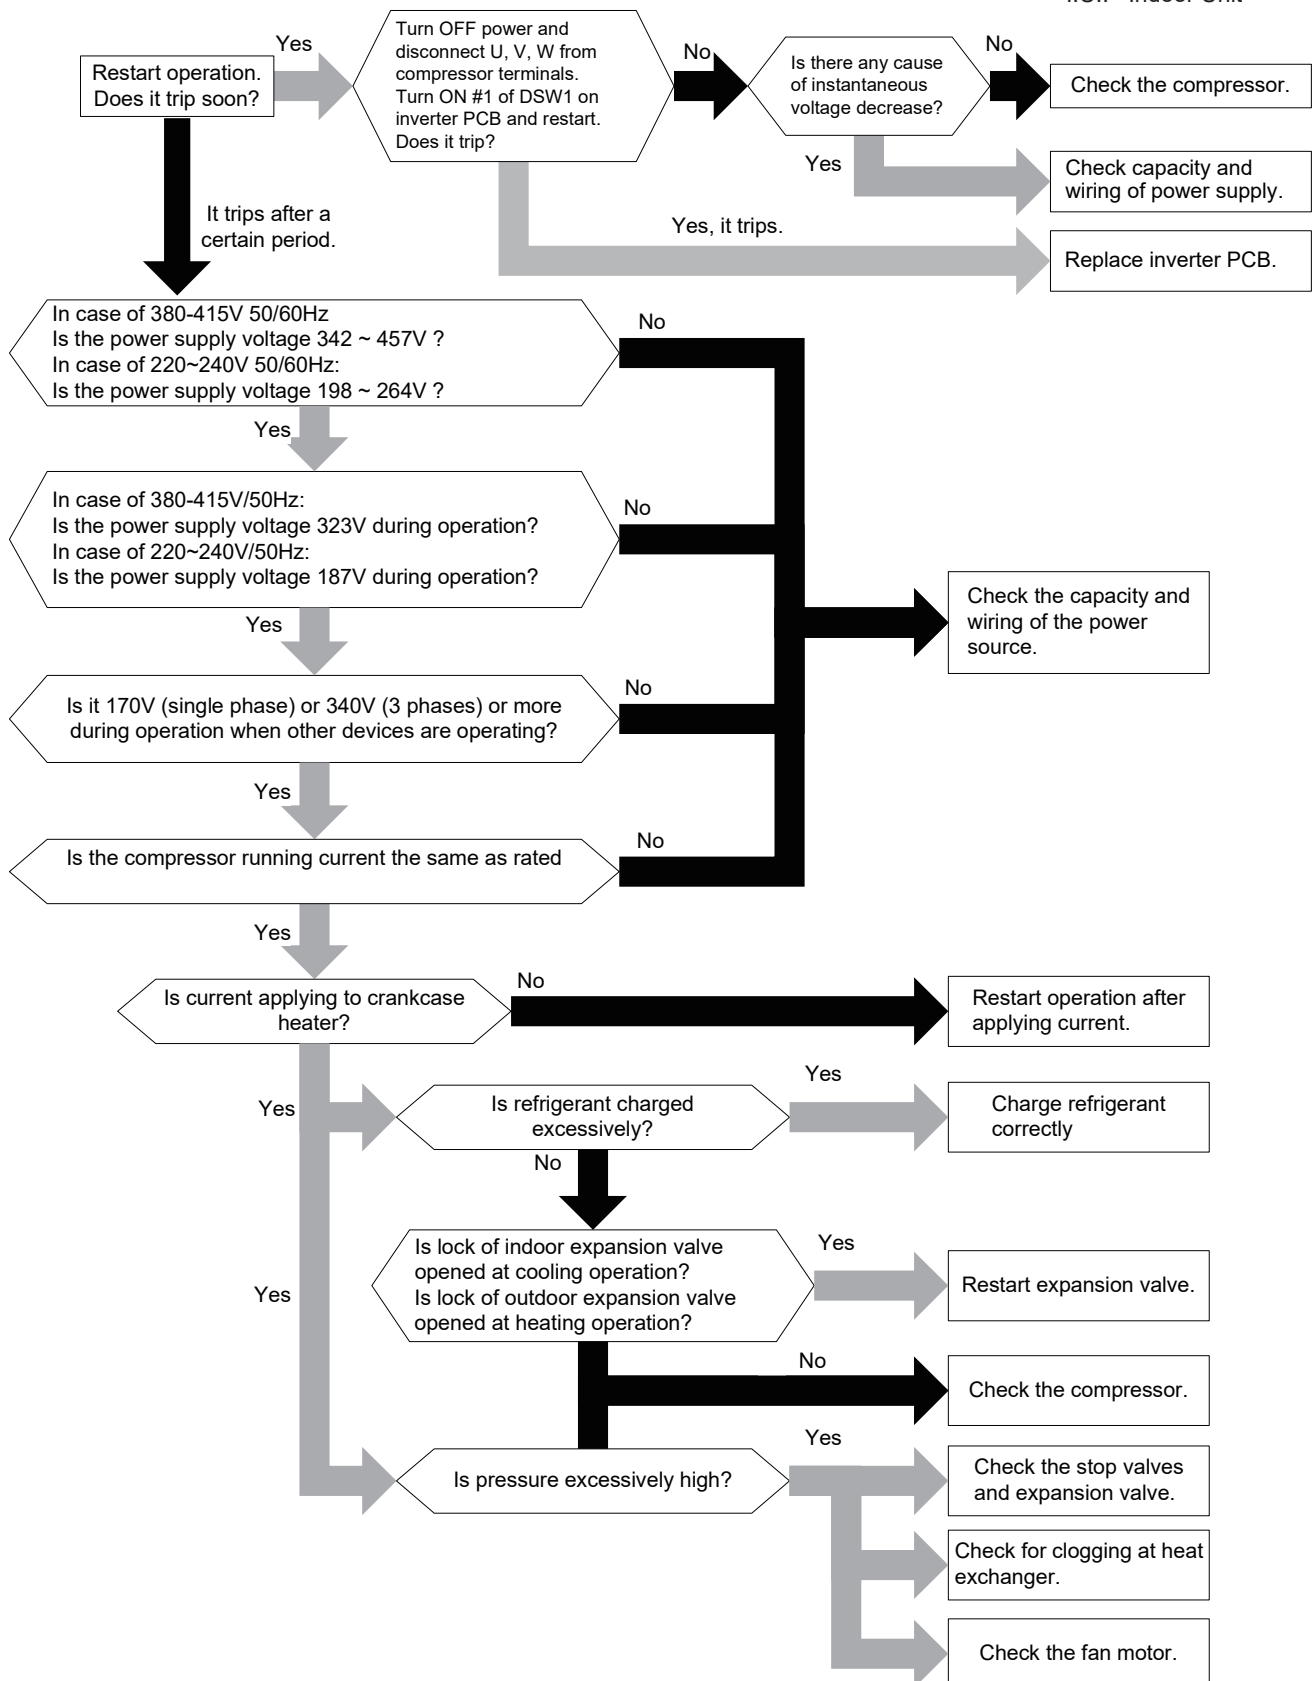 Indoor Unit
Yes
Turn OFF power and
disconnect U, V, W from
compressor terminals.
Turn ON #1 of DSW1 on
inverter PCB and restart.
Does it trip?
No
Is there any cause
of instantaneous
voltage decrease?
No
Check the compressor.
Restart operation.
Does it trip soon?
Yes
Check capacity and
wiring of power supply.
It trips after a
certain period.
Yes, it trips.
Replace inverter PCB.
In case of 380-415V 50/60Hz
Is the power supply voltage 342 ~ 457V ?
In case of 220~240V 50/60Hz:
Is the power supply voltage 198 ~ 264V ?
No
Yes
In case of 380-415V/50Hz:
Is the power supply voltage 323V during operation?
In case of 220~240V/50Hz:
Is the power supply voltage 187V during operation?
No
Yes
Check the capacity and
wiring of the power
source.
Is it 170V (single phase) or 340V (3 phases) or more
during operation when other devices are operating?
No
Yes
Is the compressor running current the same as rated
No
Yes
Is current applying to crankcase
heater?
No
Restart operation after
applying current.
Yes
Is refrigerant charged
excessively?
Yes
Charge refrigerant
correctly
No
Is lock of indoor expansion valve
opened at cooling operation?
Is lock of outdoor expansion valve
opened at heating operation?
Yes
Restart expansion valve.
Yes
No
Check the compressor.
Is pressure excessively high?
Yes
Check the stop valves
and expansion valve.
Check for clogging at heat
exchanger.
Check the fan motor.